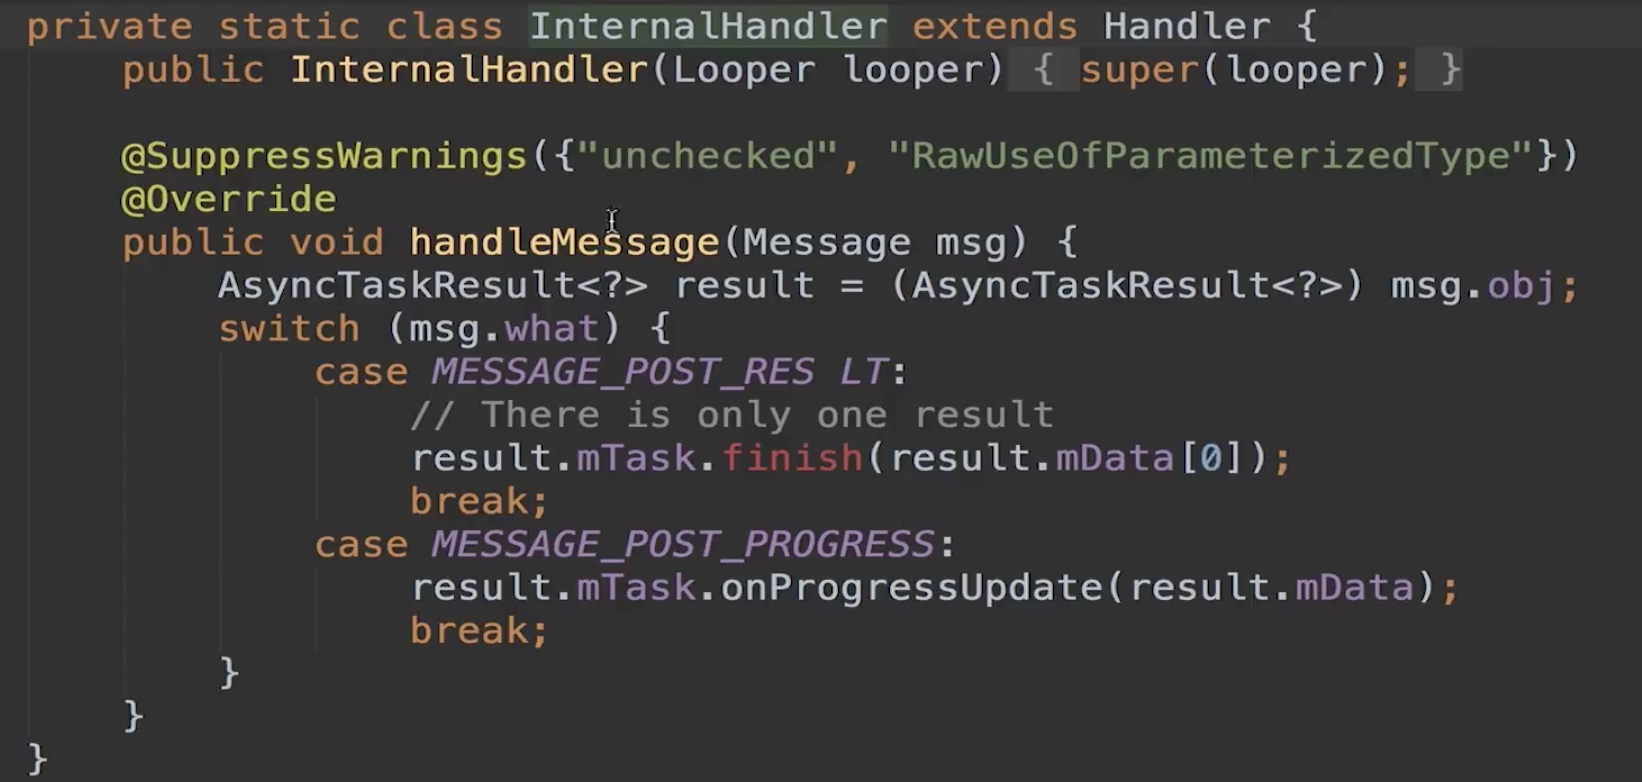 private static class InternalHandler extends Handler {
public InternalHandler(Looper looper) { super(looper); }
@SuppressWarnings({"unchecked", "RawUseOfParameterizedType"})
@Override
public void handleMessage(Message msg) {
AsyncTaskResult<?> result = (AsyncTaskResult<?>) msg.obj;
switch (msg.what) {
case MESSAGE_POST_RES LT:
// There is only one result
result.mTask.finish(result.mData[0]);
break;
case MESSAGE_POST_PROGRESS:
result.mTask.onProgressUpdate(result.mData);
break;
}
}
}